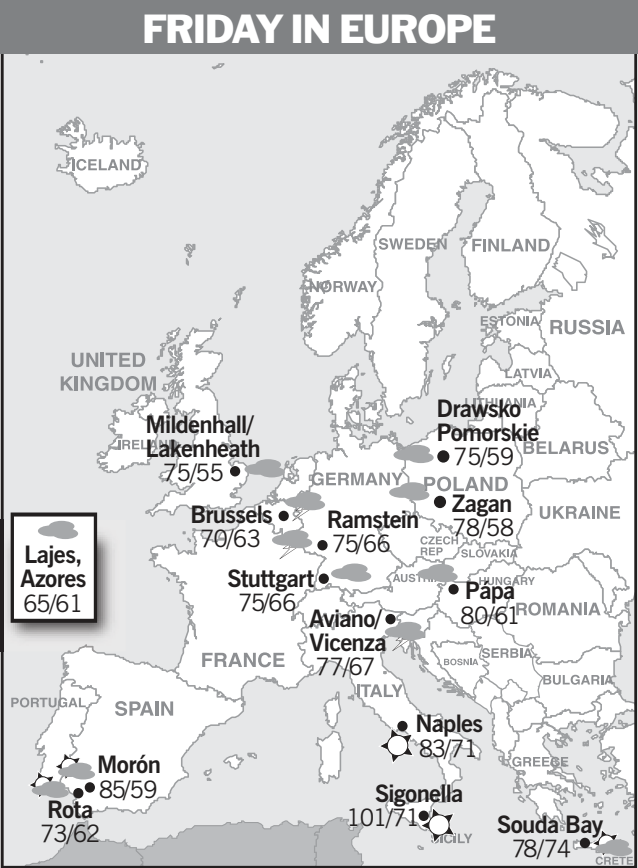 FRIDAY IN EUROPE
ICELAND
SWEDEN
FINLAND
NORWAY
ESTONIA
RUSSIA
LATVIA
LITHUANIA
UNITED
KINGDOM
IRELAND
Mildenhall/
Lakenheath
75/55
Drawsko
Pomorskie
75/59
BELARUS
GERMANY
POLAND
Zagan
78/58
UKRAINE
Brussels
70/63
Ramstein
75/66
CZECH
REP
SLOVAKIA
Lajes,
Azores
65/61
Stuttgart
75/66
AUSTRIA
HUNGARY
Papa
80/61
ROMANIA
Aviano/
Vicenza
77/67
FRANCE
BOSNIA
SERBIA
BULGARIA
ITALY
PORTUGAL
SPAIN
Naples
83/71
GREECE
Morón
85/59
Rota
73/62
Sigonella
101/71
SICILY
Souda Bay
78/74
CRETE